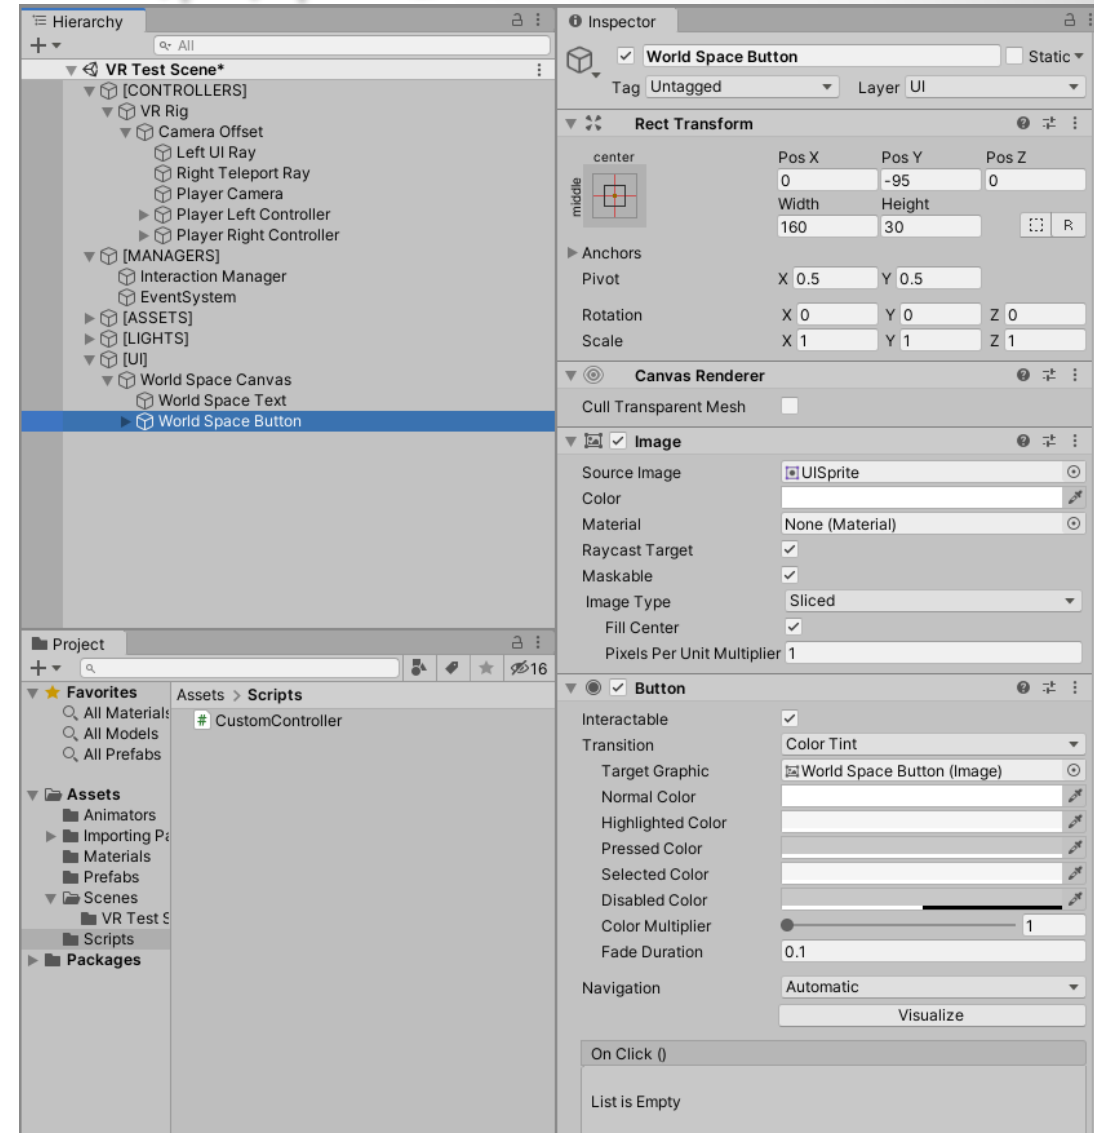 Hierarchy
All
VR Test Scene*
[CONTROLLERS]
VR Rig
Camera Offset
Left UI Ray
Right Teleport Ray
Player Camera
Player Left Controller
Player Right Controller
[MANAGERS]
Interaction Manager
EventSystem
[ASSETS]
[LIGHTS]
[UI]
World Space Canvas
World Space Text
World Space Button
Project
16
Favorites
All Materials
All Models
All Prefabs
Assets
Animators
Importing Pa
Materials
Prefabs
Scenes
VR Test S
Scripts
Packages
Assets > Scripts
# CustomController
Inspector
World Space Button
Static
Tag Untagged Layer UI
Rect Transform
center
middle
Pos X Pos Y Pos Z
0 -95 0
Width Height
160 30
R
Anchors
Pivot X 0.5 Y 0.5
Rotation X 0 Y 0 Z 0
Scale X 1 Y 1 Z 1
Canvas Renderer
Cull Transparent Mesh
Image
Source Image UISprite
Color
Material None (Material)
Raycast Target
Maskable
Image Type Sliced
Fill Center
Pixels Per Unit Multiplier 1
Button
Interactable
Transition Color Tint
Target Graphic World Space Button (Image)
Normal Color
Highlighted Color
Pressed Color
Selected Color
Disabled Color
Color Multiplier 1
Fade Duration 0.1
Navigation Automatic
Visualize
On Click ()
List is Empty